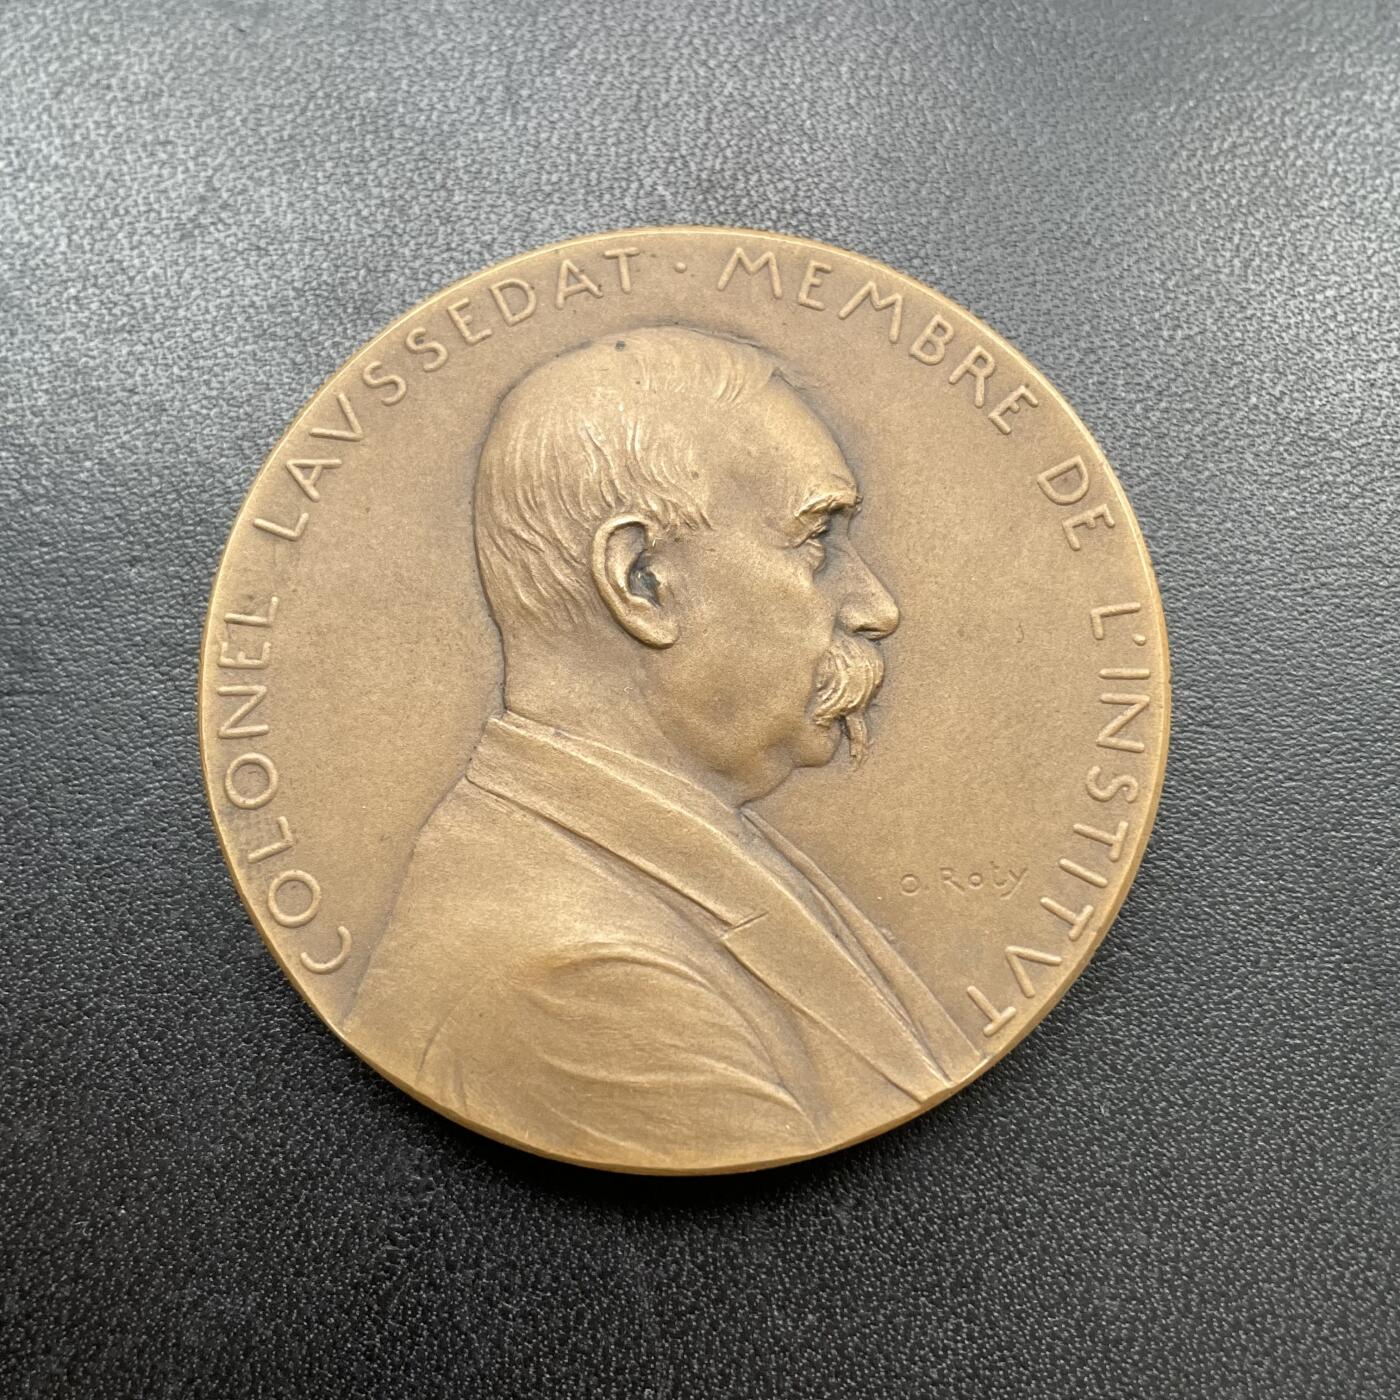 COLONEL LAVSSEDAT · MEMBRE DE L'INSTITVT
O. Roty